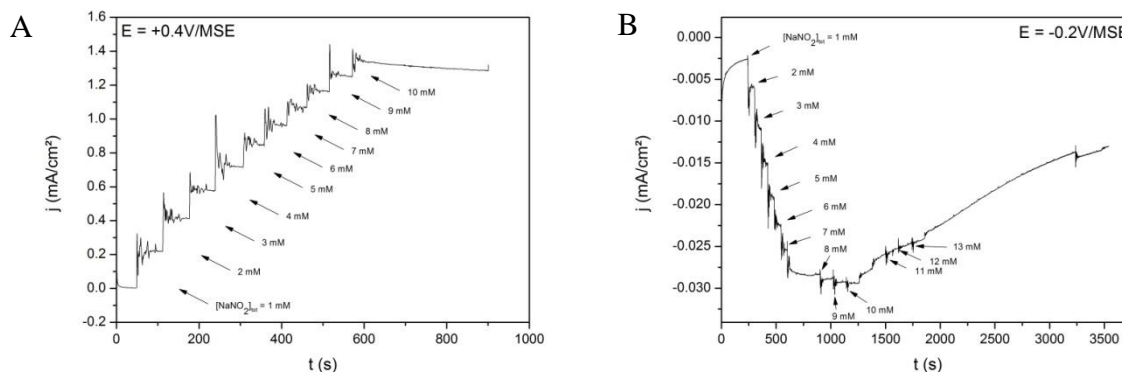 A
E = +0.4V/MSE
1.6
1.4
1.2
1.0
0.8
0.6
0.4
0.2
0.0
-0.2
j (mA/cm²)
10 mM
9 mM
8 mM
7 mM
6 mM
5 mM
4 mM
3 mM
2 mM
[NaNO₂]tot = 1 mM
0 200 400 600 800 1000
t (s)
B
E = -0.2V/MSE
0.000
-0.005
-0.010
-0.015
-0.020
-0.025
-0.030
j (mA/cm²)
[NaNO₂]tot = 1 mM
2 mM
3 mM
4 mM
5 mM
6 mM
7 mM
8 mM
13 mM
12 mM
11 mM
10 mM
9 mM
0 500 1000 1500 2000 2500 3000 3500
t (s)